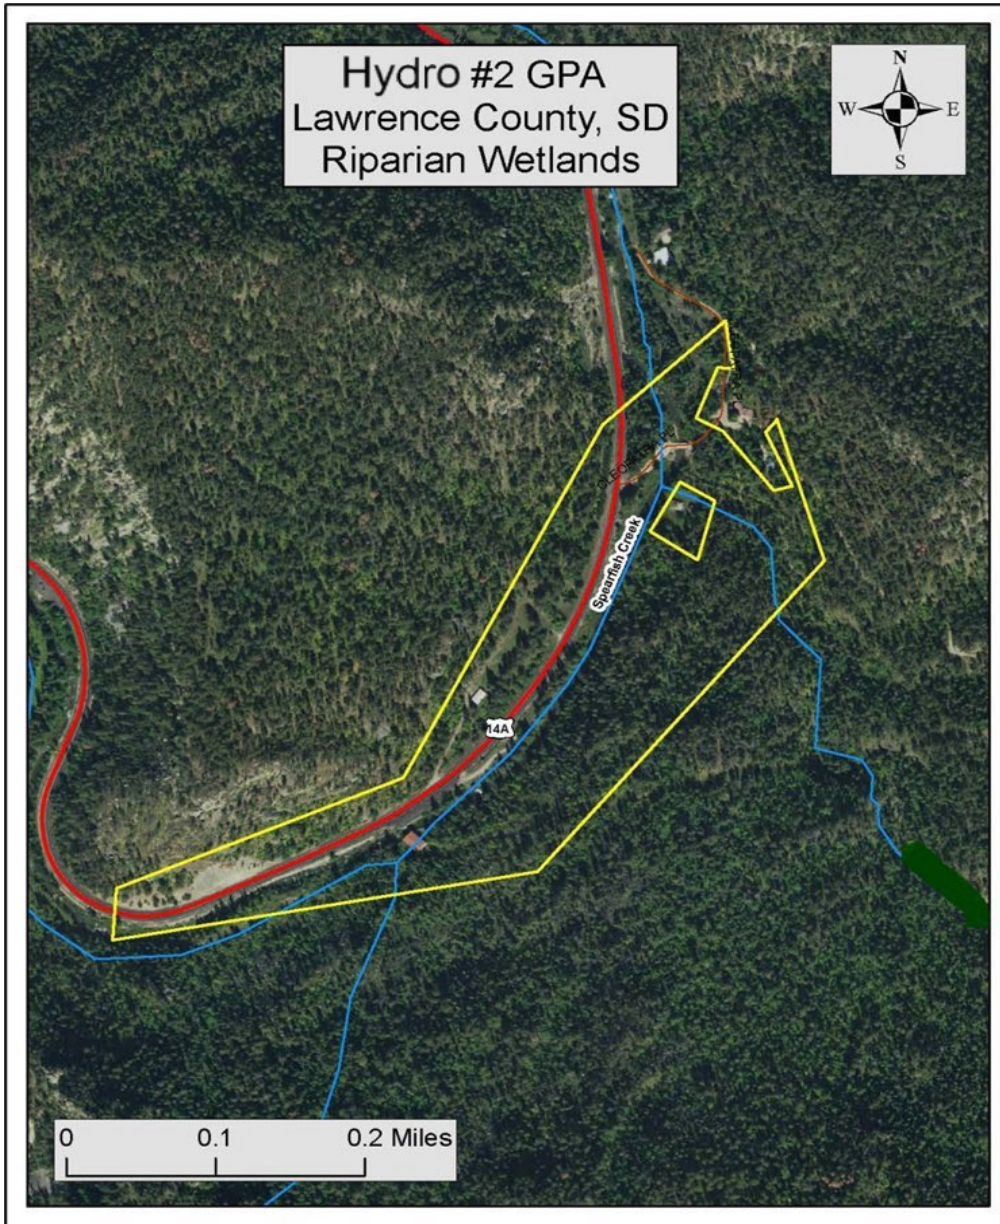 Hydro #2 GPA
Lawrence County, SD
Riparian Wetlands
N
W E
S
Spearfish Creek
14A
0 0.1 0.2 Miles